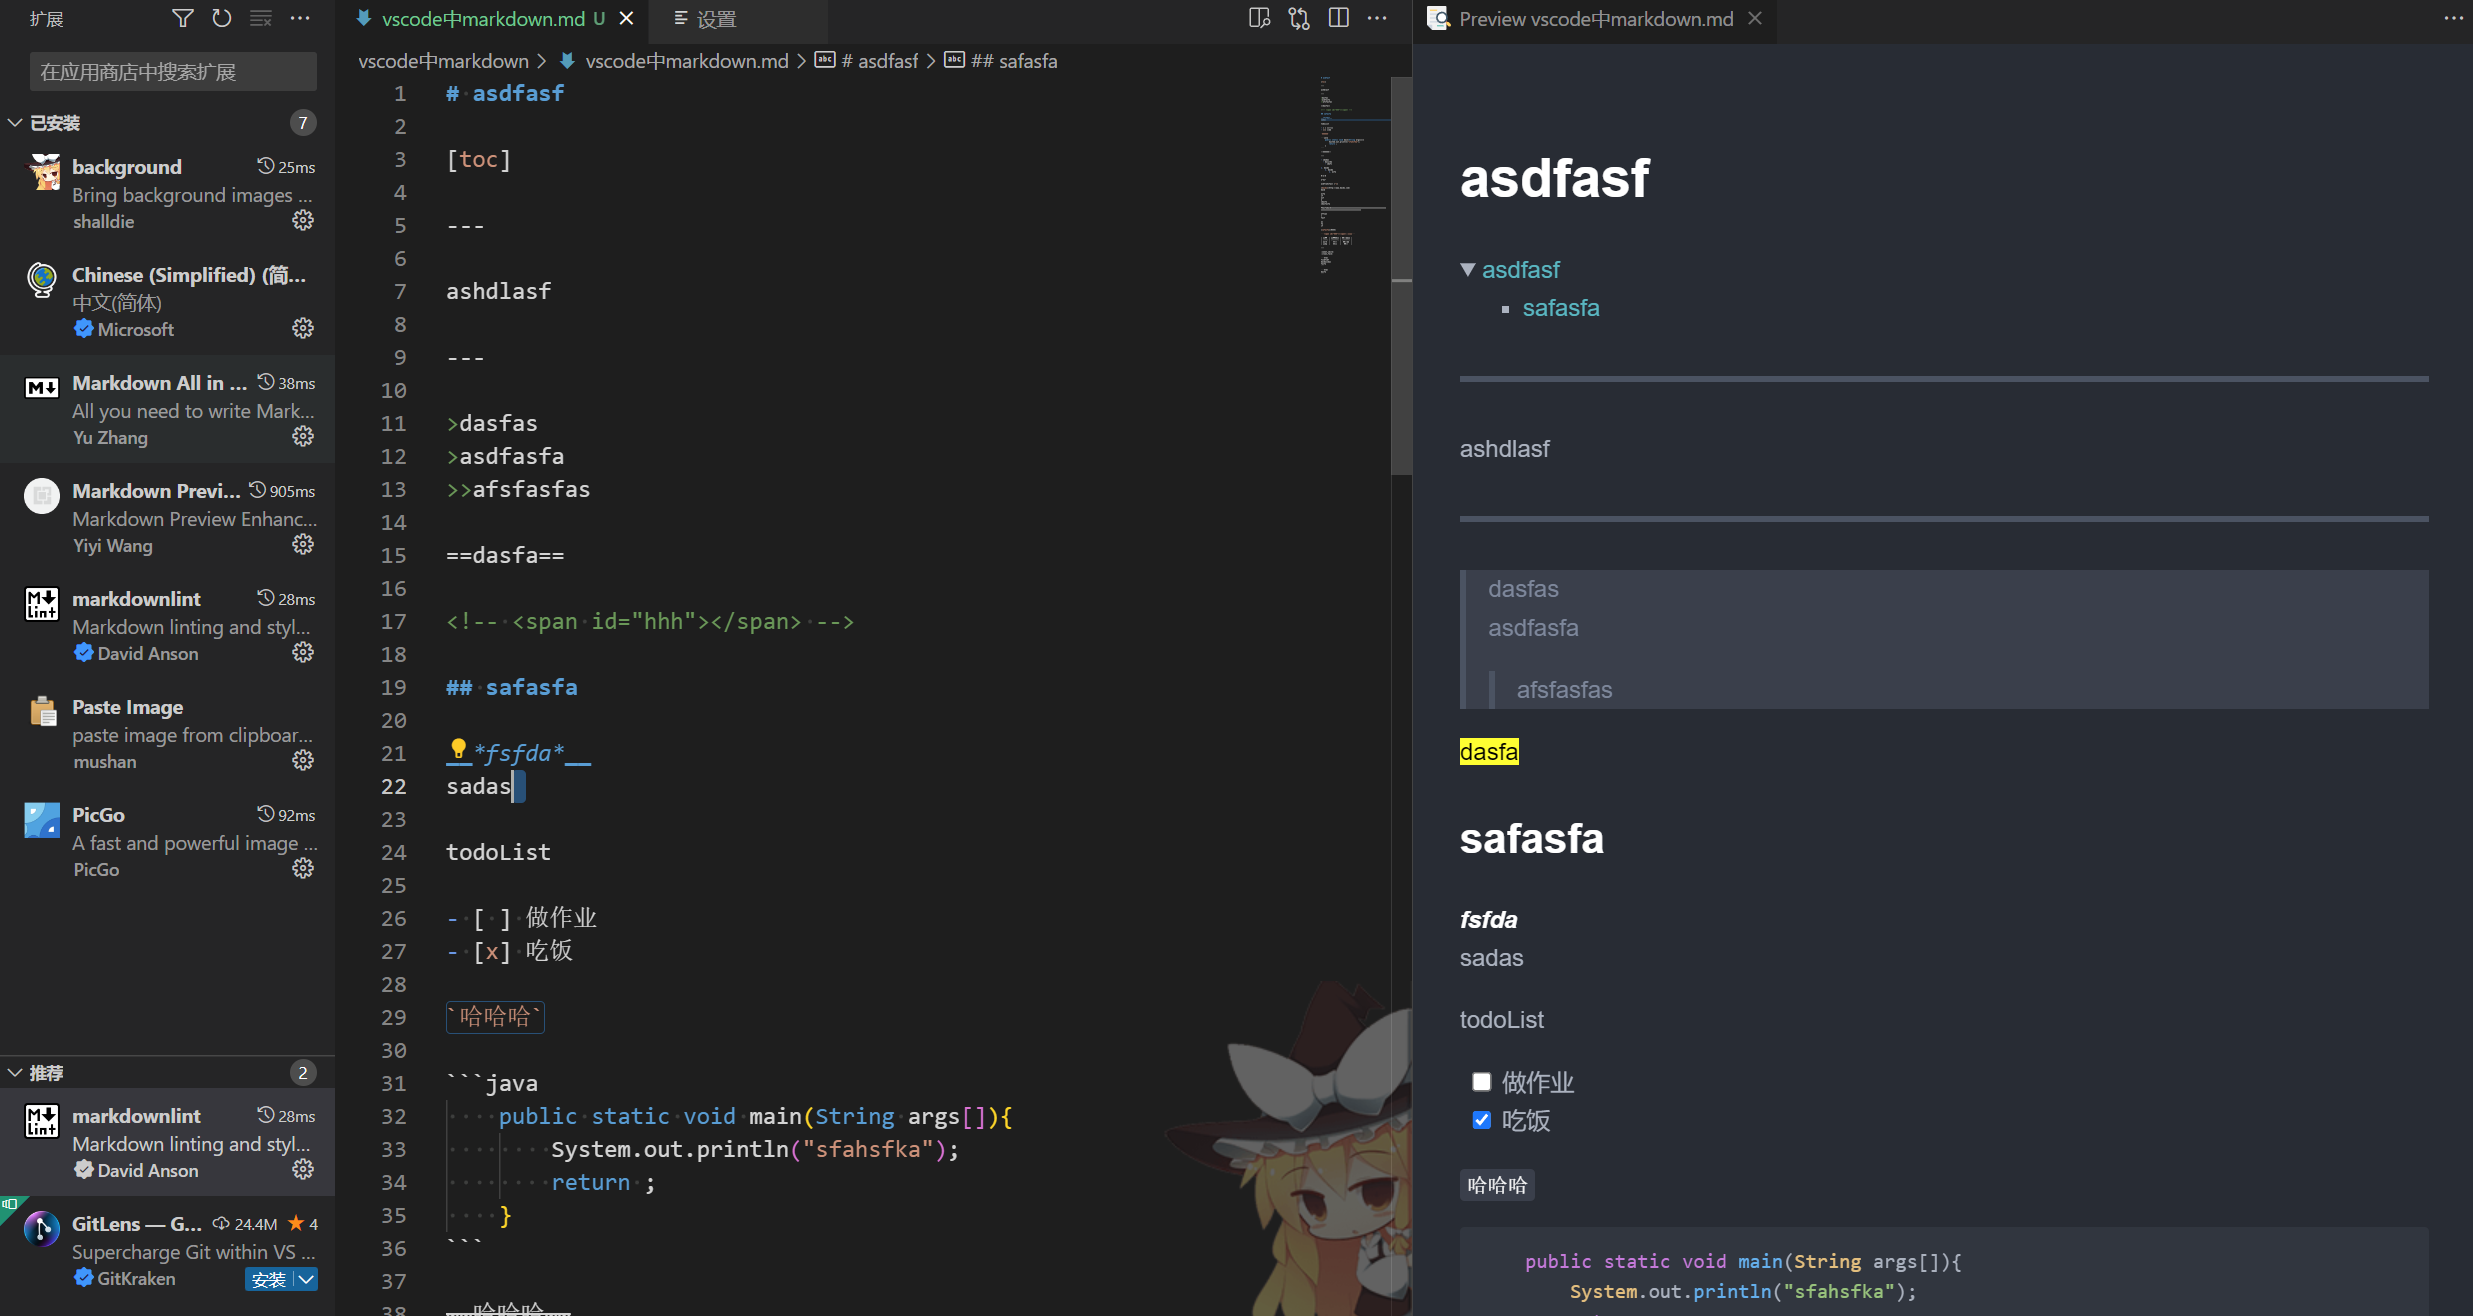 扩展
在应用商店中搜索扩展
已安装 7
background 25ms
Bring background images ...
shalldie
Chinese (Simplified) (简...
中文(简体)
Microsoft
Markdown All in ... 38ms
All you need to write Mark...
Yu Zhang
Markdown Previ... 905ms
Markdown Preview Enhanc...
Yiyi Wang
markdownlint 28ms
Markdown linting and styl...
David Anson
Paste Image
paste image from clipboar...
mushan
PicGo 92ms
A fast and powerful image ...
PicGo
推荐 2
markdownlint 28ms
Markdown linting and styl...
David Anson
GitLens — G... 24.4M 4
Supercharge Git within VS ...
GitKraken 安装
vscode中markdown.md U 设置
vscode中markdown > vscode中markdown.md > # asdfasf > ## safasfa
1 # asdfasf
2
3 [toc]
4
5 ---
6
7 ashdlasf
8
9 ---
10
11 >dasfas
12 >asdfasfa
13 >>afsfasfas
14
15 ==dasfa==
16
17 <!-- <span id="hhh"></span> -->
18
19 ## safasfa
20
21 __*fsfda*__
22 sadas
23
24 todoList
25
26 - [ ] 做作业
27 - [x] 吃饭
28
29 `哈哈哈`
30
31 ```java
32     public static void main(String args[]){
33         System.out.println("sfahsfka");
34         return ;
35     }
36 ```
37
38 哈哈哈
Preview vscode中markdown.md
asdfasf
asdfasf
safasfa
ashdlasf
dasfas
asdfasfa
afsfasfas
dasfa
safasfa
fsfda
sadas
todoList
做作业
吃饭
哈哈哈
public static void main(String args[]){
System.out.println("sfahsfka");